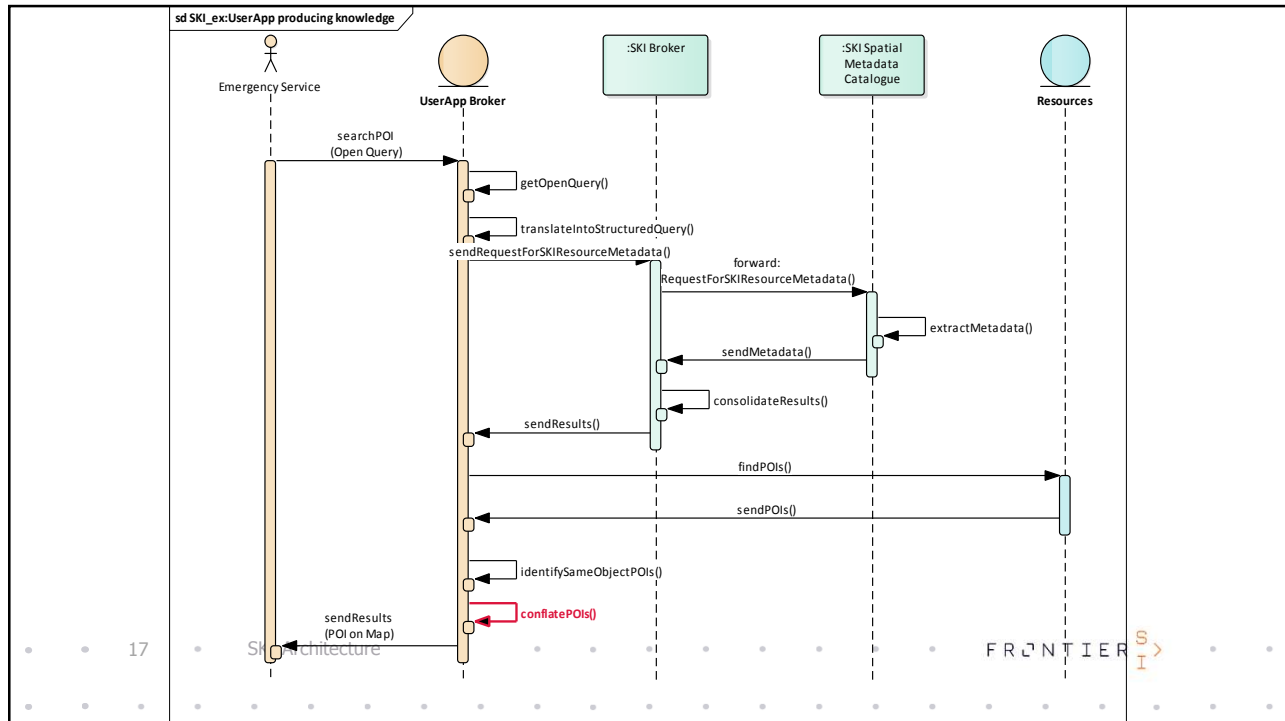 sd SKI_ex:UserApp producing knowledge
Emergency Service
UserApp Broker
:SKI Broker
:SKI Spatial
Metadata
Catalogue
Resources
searchPOI
(Open Query)
getOpenQuery()
translateIntoStructuredQuery()
sendRequestForSKIResourceMetadata()
forward:
RequestForSKIResourceMetadata()
extractMetadata()
sendMetadata()
consolidateResults()
sendResults()
findPOIs()
sendPOIs()
identifySameObjectPOIs()
conflatePOIs()
sendResults
(POI on Map)
17
SKI Architecture
FRONTIER
S
I